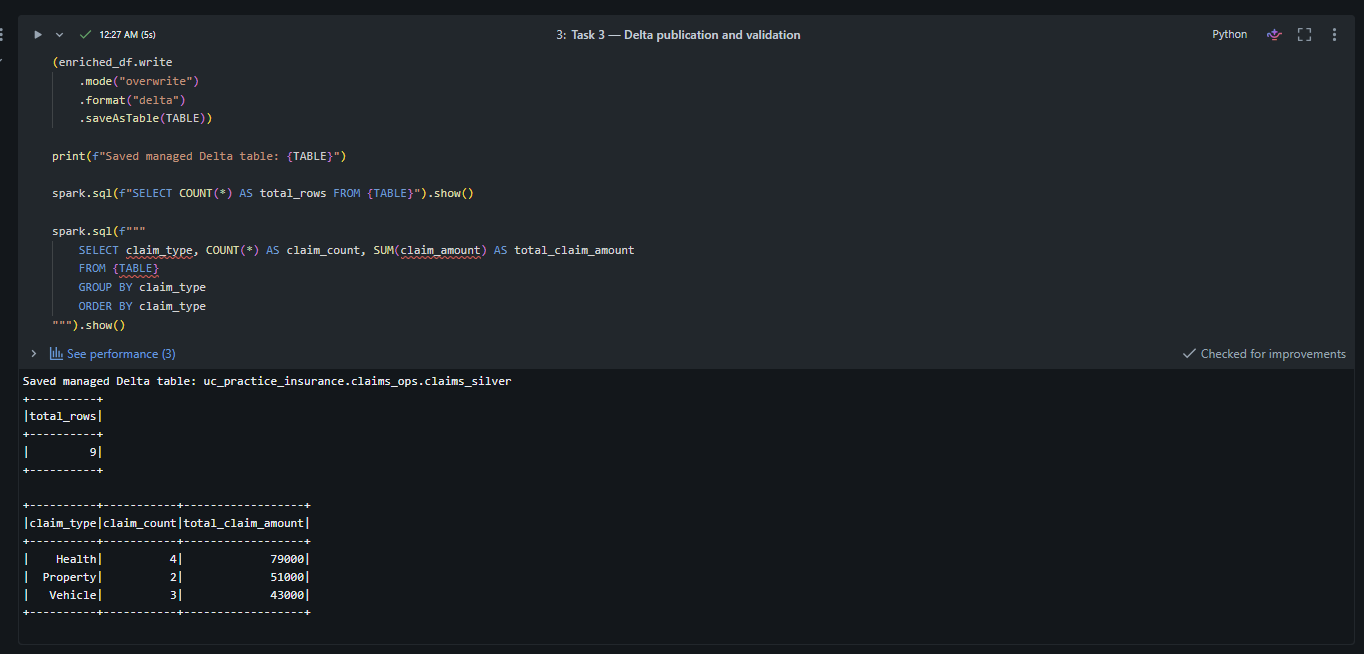 12:27 AM (5s)
3: Task 3 — Delta publication and validation
Python
(enriched_df.write
    .mode("overwrite")
    .format("delta")
    .saveAsTable(TABLE))
print(f"Saved managed Delta table: {TABLE}")
spark.sql(f"SELECT COUNT(*) AS total_rows FROM {TABLE}").show()
spark.sql(f"""
    SELECT claim_type, COUNT(*) AS claim_count, SUM(claim_amount) AS total_claim_amount
    FROM {TABLE}
    GROUP BY claim_type
    ORDER BY claim_type
""").show()
See performance (3)
Checked for improvements
Saved managed Delta table: uc_practice_insurance.claims_ops.claims_silver
+----------+
|total_rows|
+----------+
|         9|
+----------+
+----------+-----------+------------------+
|claim_type|claim_count|total_claim_amount|
+----------+-----------+------------------+
|    Health|          4|             79000|
|  Property|          2|             51000|
|   Vehicle|          3|             43000|
+----------+-----------+------------------+